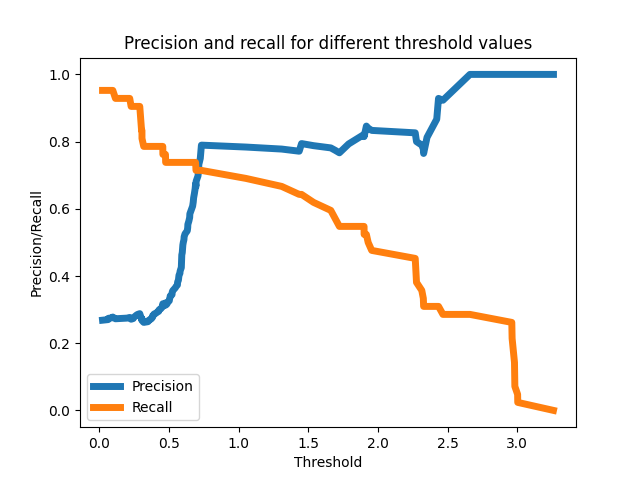 Precision and recall for different threshold values
Precision/Recall
1.0
0.8
0.6
0.4
0.2
0.0
Precision
Recall
0.0 0.5 1.0 1.5 2.0 2.5 3.0
Threshold